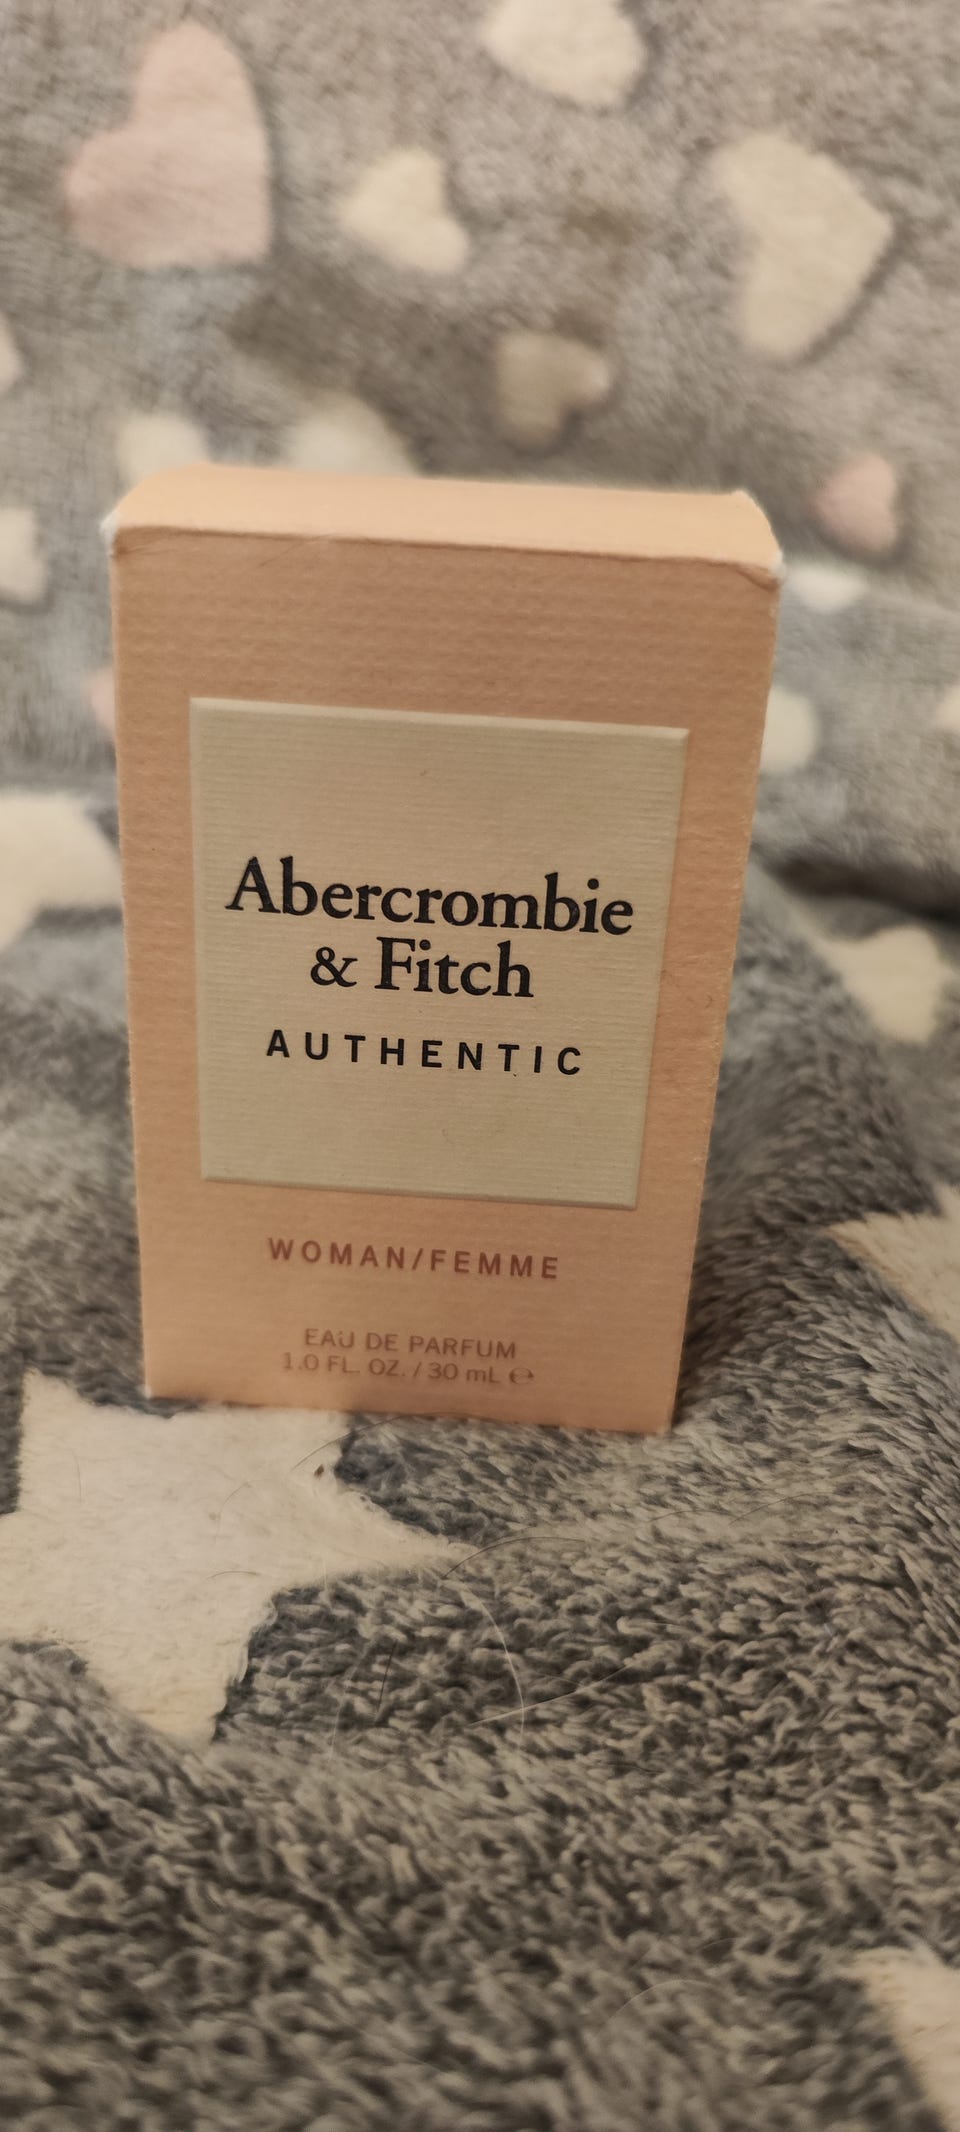 Abercrombie
& Fitch
AUTHENTIC
WOMAN/FEMME
EAU DE PARFUM
1.0 FL. OZ. / 30 mL ℮